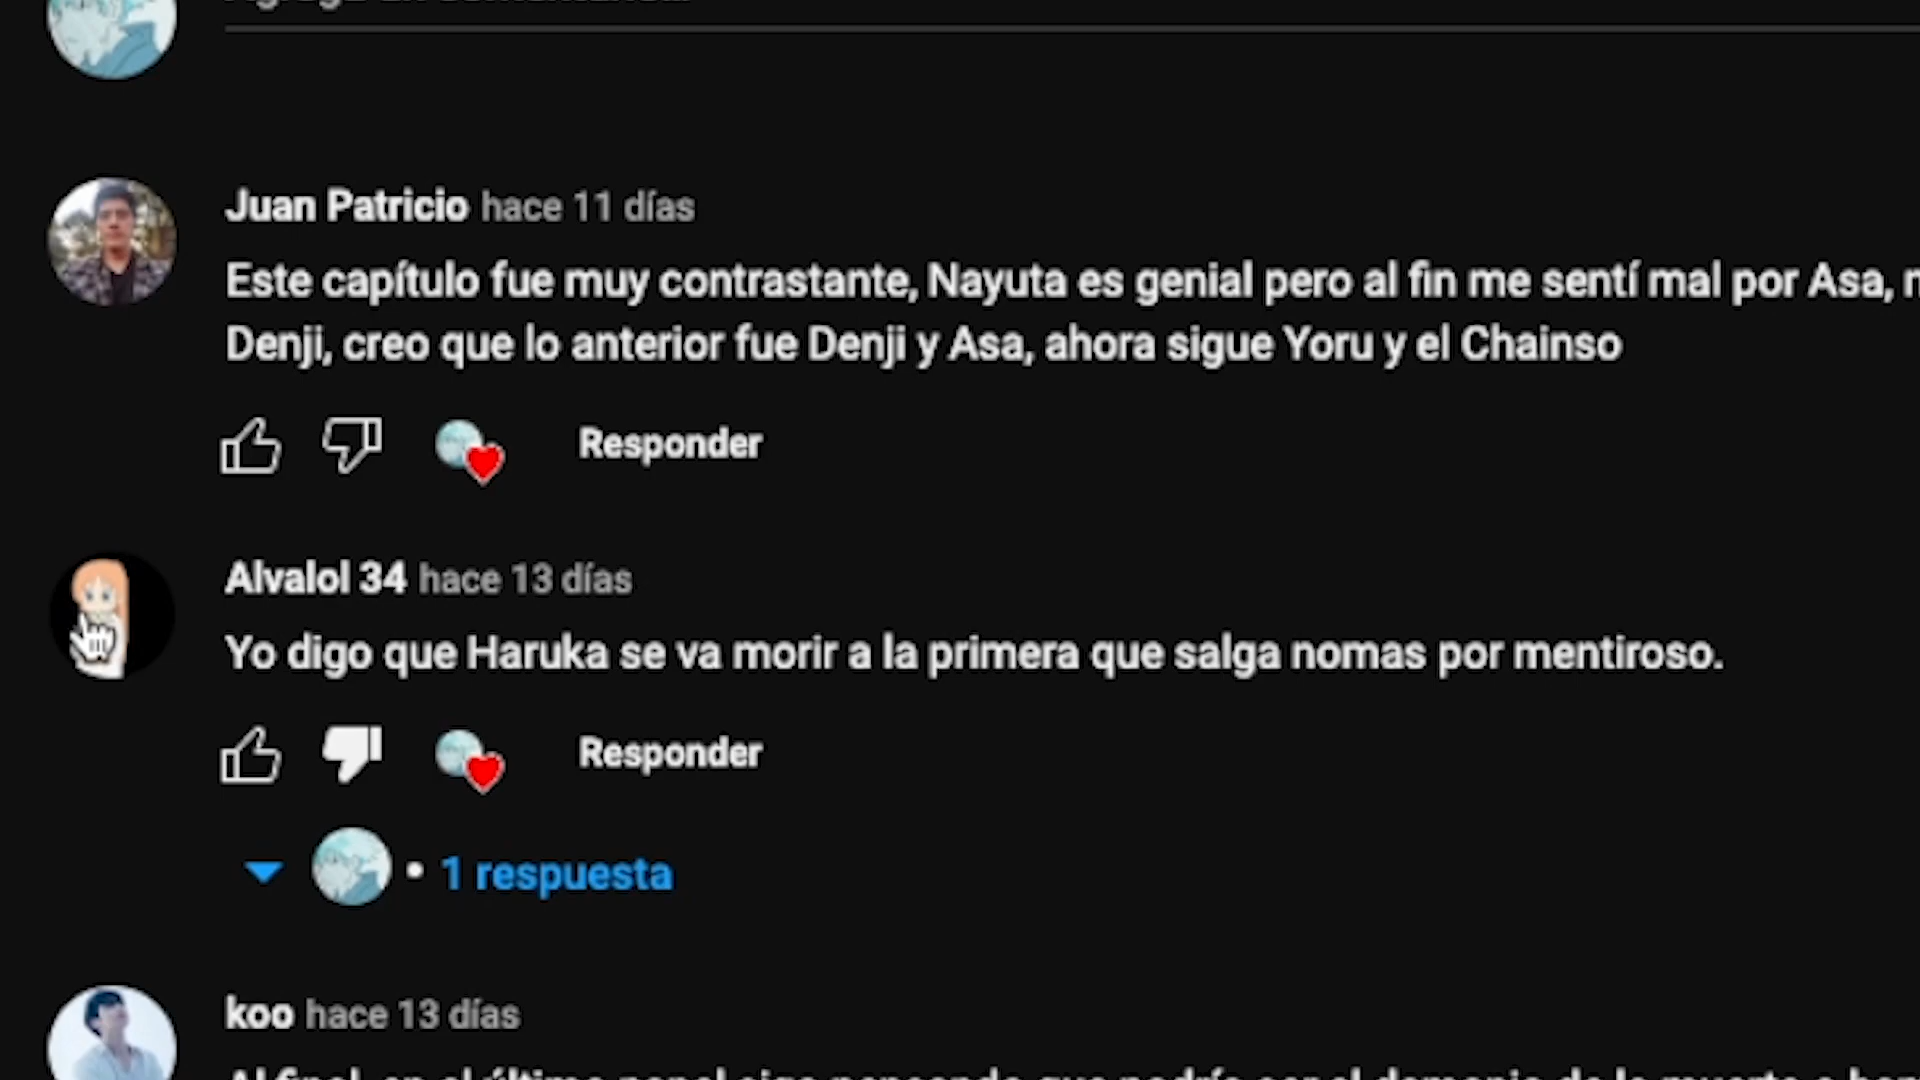 Juan Patricio hace 11 días
Este capítulo fue muy contrastante, Nayuta es genial pero al fin me sentí mal por Asa,
Denji, creo que lo anterior fue Denji y Asa, ahora sigue Yoru y el Chainso
Responder
Alvalol 34 hace 13 días
Yo digo que Haruka se va morir a la primera que salga nomas por mentiroso.
Responder
• 1 respuesta
koo hace 13 días